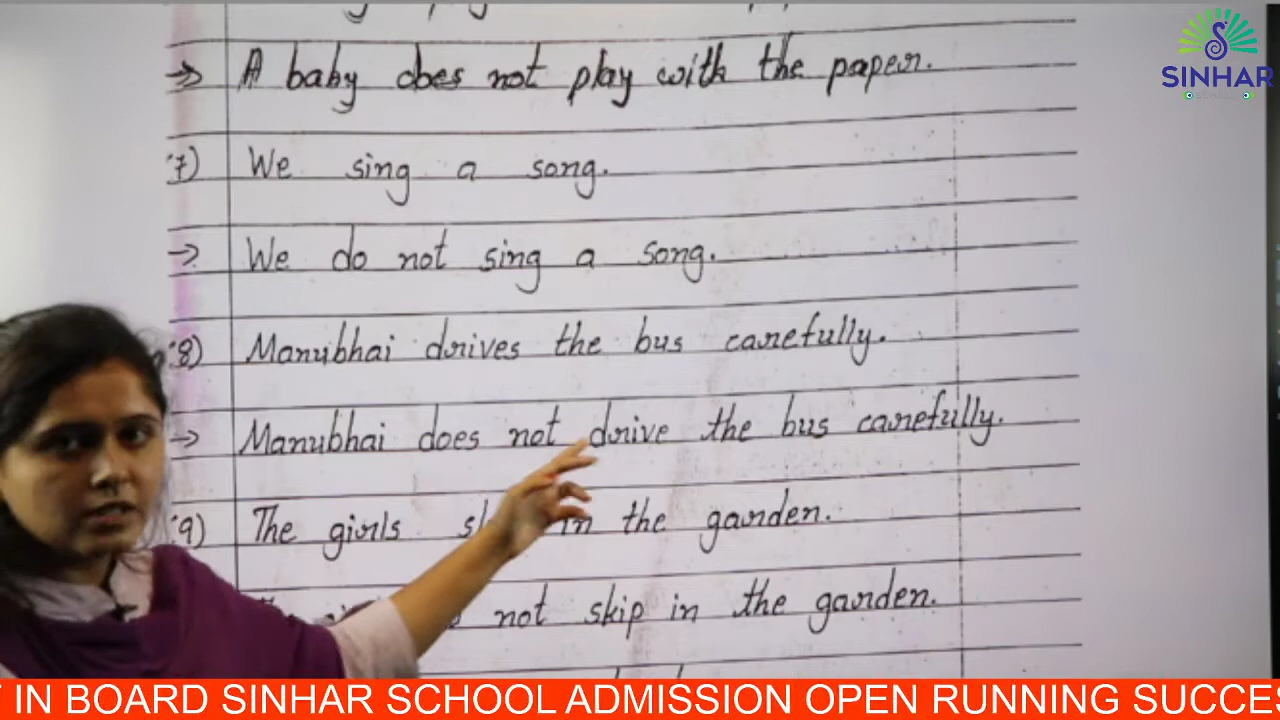 SINHAR
→ A baby does not play with the paper.
:7) We sing a song.
→ We do not sing a song.
:8) Manubhai drives the bus carefully.
→ Manubhai does not drive the bus carefully.
:9) The girls in the garden.
not skip in the garden.
IN BOARD SINHAR SCHOOL ADMISSION OPEN RUNNING